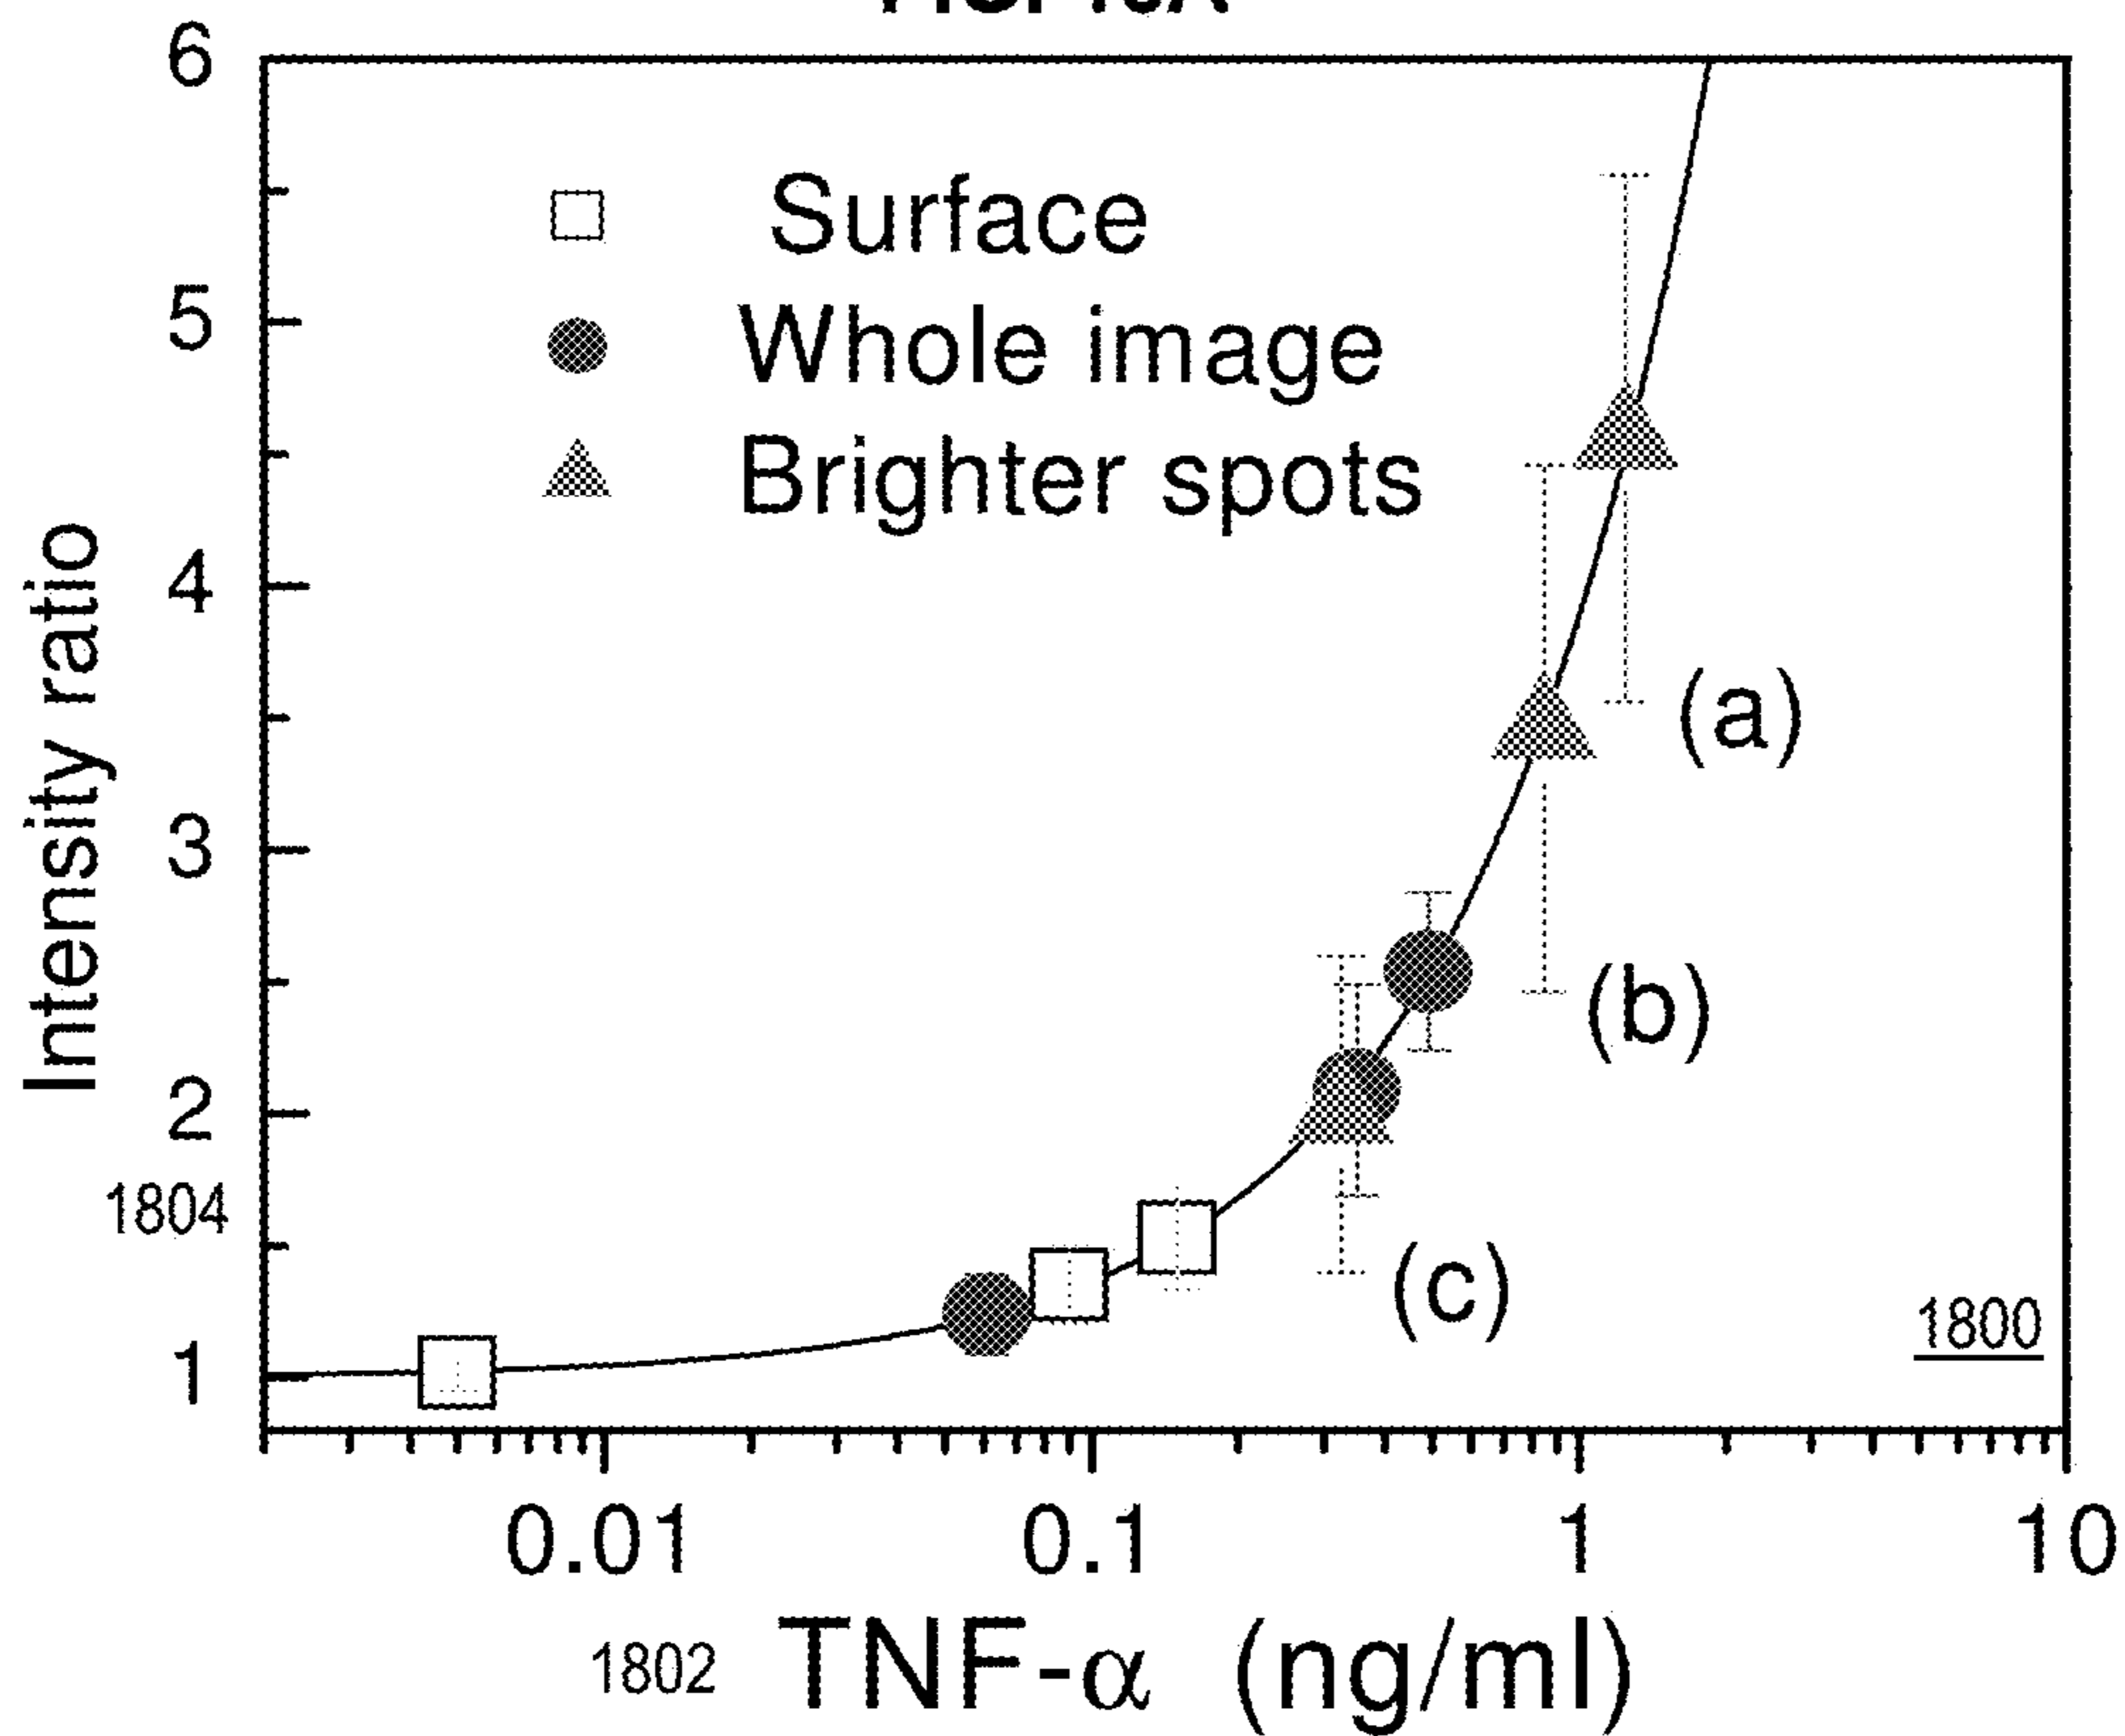 6
Surface
5
Whole image
Brighter spots
Intensity ratio
4
(a)
3
(b)
2
1804
(c)
1800
1
0.01
0.1
1
10
1802
TNF-α (ng/ml)